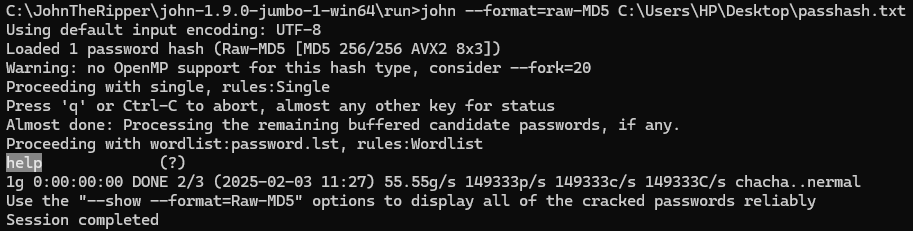 C:\JohnTheRipper\john-1.9.0-jumbo-1-win64\run>john --format=raw-MD5 C:\Users\HP\Desktop\passhash.txt
Using default input encoding: UTF-8
Loaded 1 password hash (Raw-MD5 [MD5 256/256 AVX2 8x3])
Warning: no OpenMP support for this hash type, consider --fork=20
Proceeding with single, rules:Single
Press 'q' or Ctrl-C to abort, almost any other key for status
Almost done: Processing the remaining buffered candidate passwords, if any.
Proceeding with wordlist:password.lst, rules:Wordlist
help             (?)
1g 0:00:00:00 DONE 2/3 (2025-02-03 11:27) 55.55g/s 149333p/s 149333c/s 149333C/s chacha..nermal
Use the "--show --format=Raw-MD5" options to display all of the cracked passwords reliably
Session completed